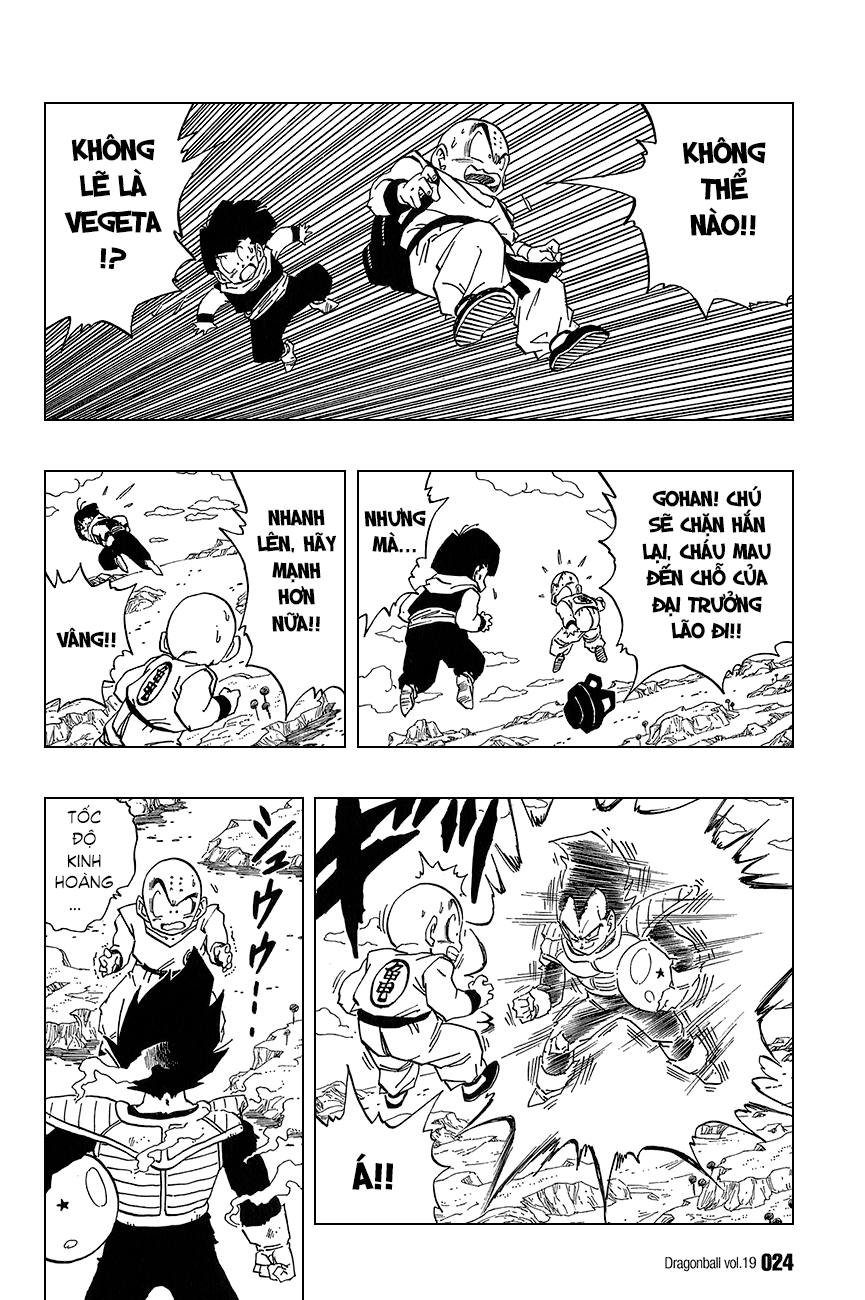 KHÔNG
THỂ
NÀO!!
KHÔNG
LẼ LÀ
VEGETA
!?
GOHAN! CHÚ
SẼ CHẶN HẮN
LẠI, CHÁU MAU
ĐẾN CHỖ CỦA
ĐẠI TRƯỞNG
LÃO ĐI!!
NHƯNG
MÀ...
NHANH
LÊN, HÃY
MẠNH
HƠN
NỮA!!
VÂNG!!
Á!!
TỐC
ĐỘ
KINH
HOÀNG
...
シュウウ...
Dragonball vol.19 024